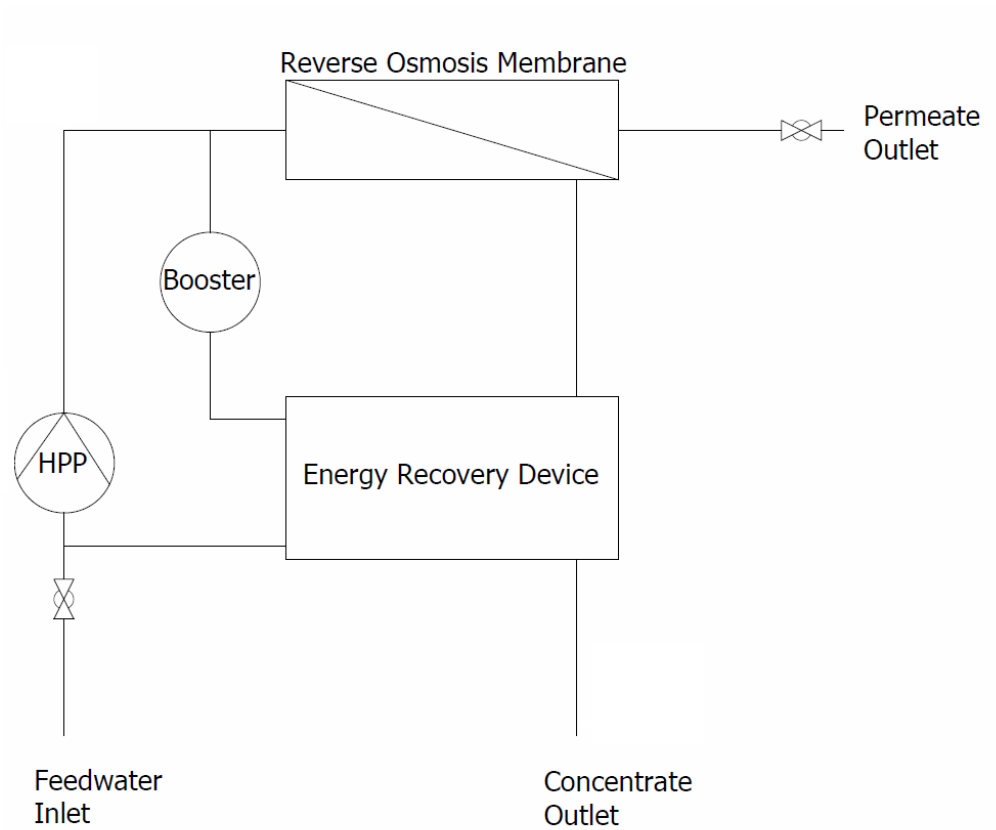 Reverse Osmosis Membrane
Permeate
Outlet
Booster
HPP
Energy Recovery Device
Feedwater
Inlet
Concentrate
Outlet